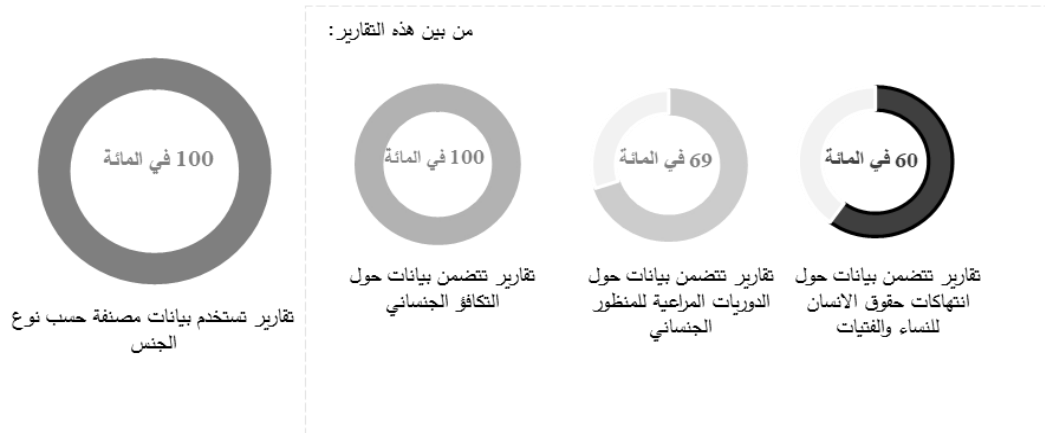 من بين هذه التقارير:
60 في المائة
تقارير تتضمن بيانات حول
انتهاكات حقوق الانسان
للنساء والفتيات
69 في المائة
تقارير تتضمن بيانات حول
الدوريات المراعية للمنظور
الجنساني
100 في المائة
تقارير تتضمن بيانات حول
التكافؤ الجنساني
100 في المائة
تقارير تستخدم بيانات مصنفة حسب نوع
الجنس